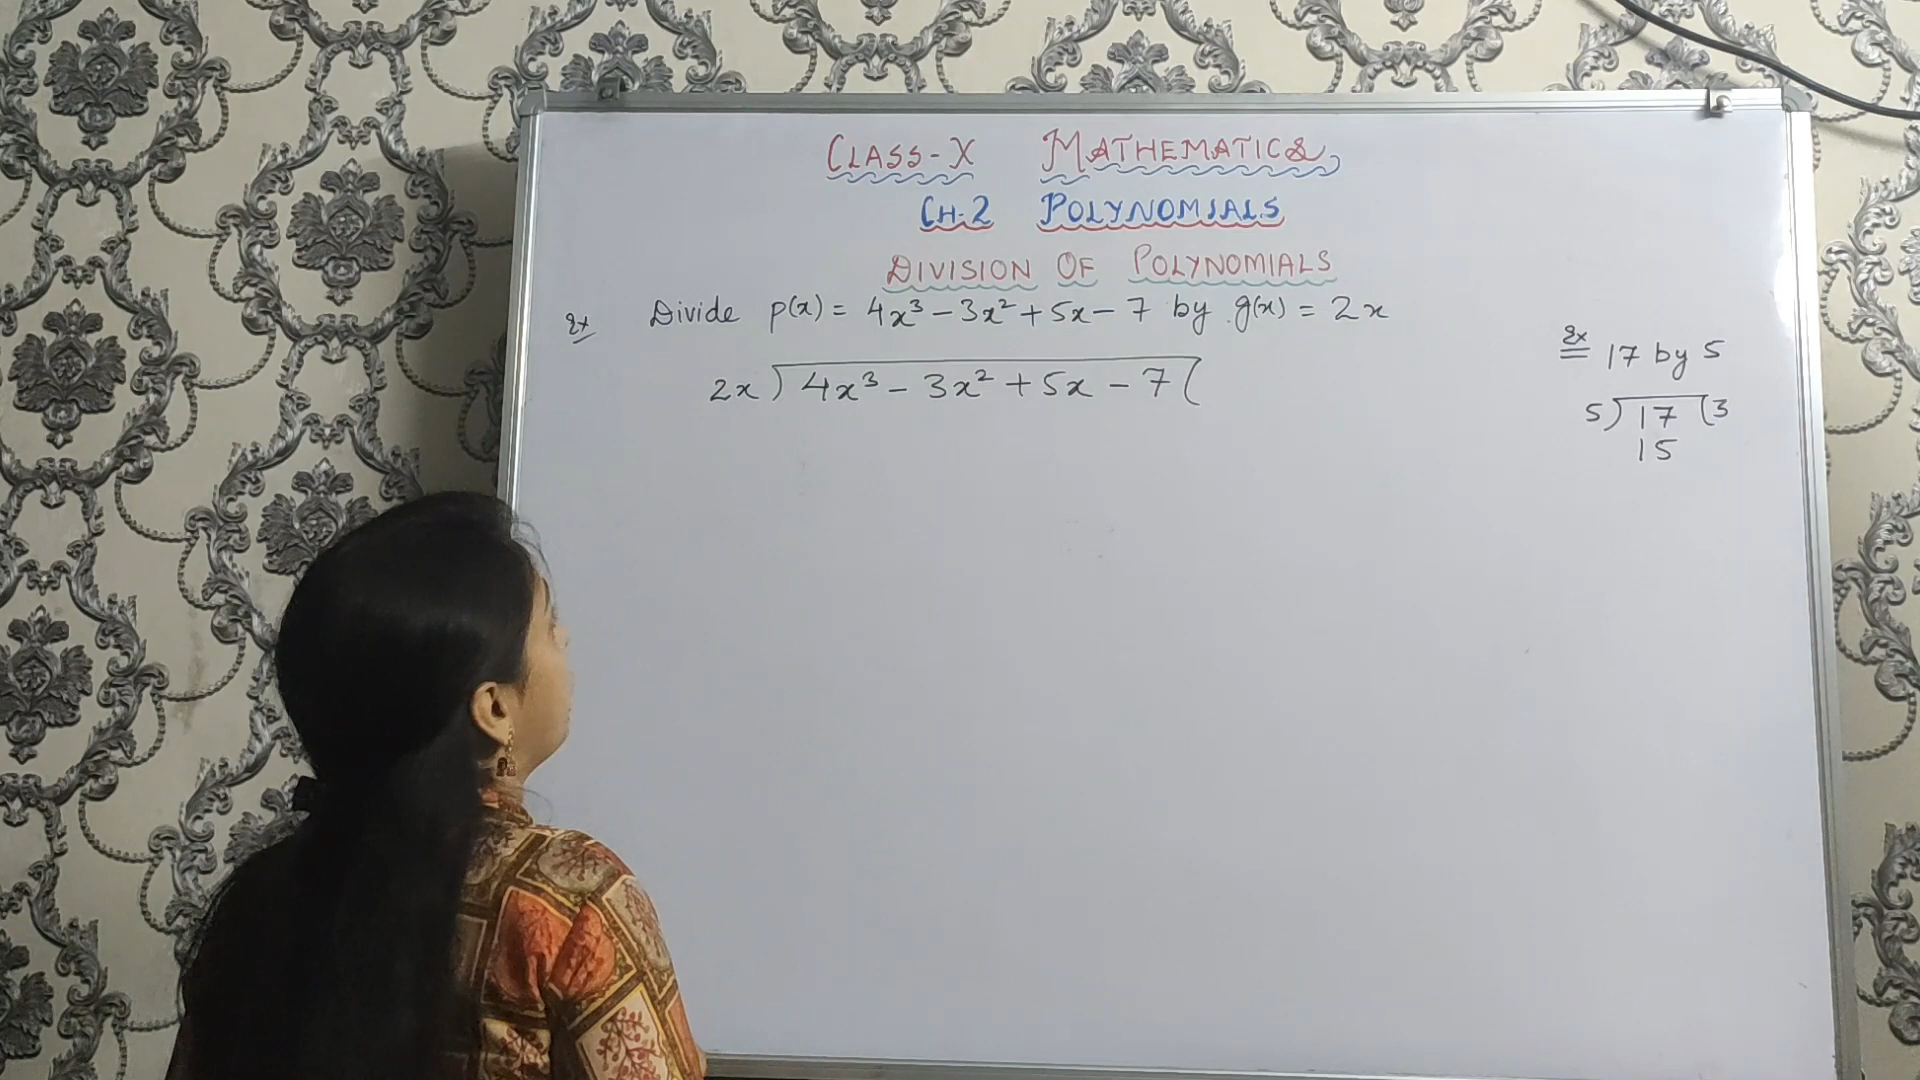 CLASS-X MATHEMATICS
CH-2 POLYNOMIALS
DIVISION OF POLYNOMIALS
Ex Divide p(x) = 4x³ - 3x² + 5x - 7 by g(x) = 2x
2x ) 4x³ - 3x² + 5x - 7 (
Ex 17 by 5
5 ) 17 ( 3
15